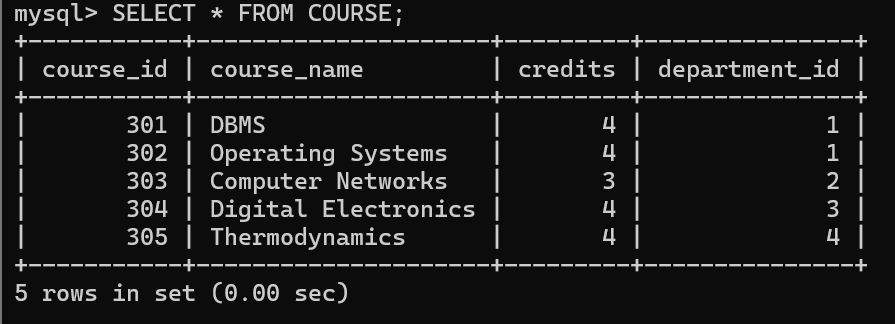 mysql> SELECT * FROM COURSE;
+-----------+---------------------+---------+---------------+
| course_id | course_name         | credits | department_id |
+-----------+---------------------+---------+---------------+
|       301 | DBMS                |       4 |             1 |
|       302 | Operating Systems   |       4 |             1 |
|       303 | Computer Networks   |       3 |             2 |
|       304 | Digital Electronics |       4 |             3 |
|       305 | Thermodynamics      |       4 |             4 |
+-----------+---------------------+---------+---------------+
5 rows in set (0.00 sec)